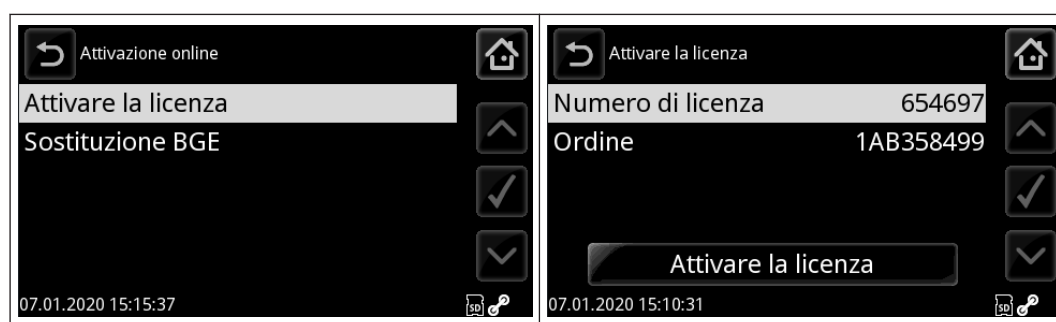 Attivazione online
Attivare la licenza
Sostituzione BGE
07.01.2020 15:15:37
SD
Attivare la licenza
Numero di licenza 654697
Ordine 1AB358499
Attivare la licenza
07.01.2020 15:10:31
SD